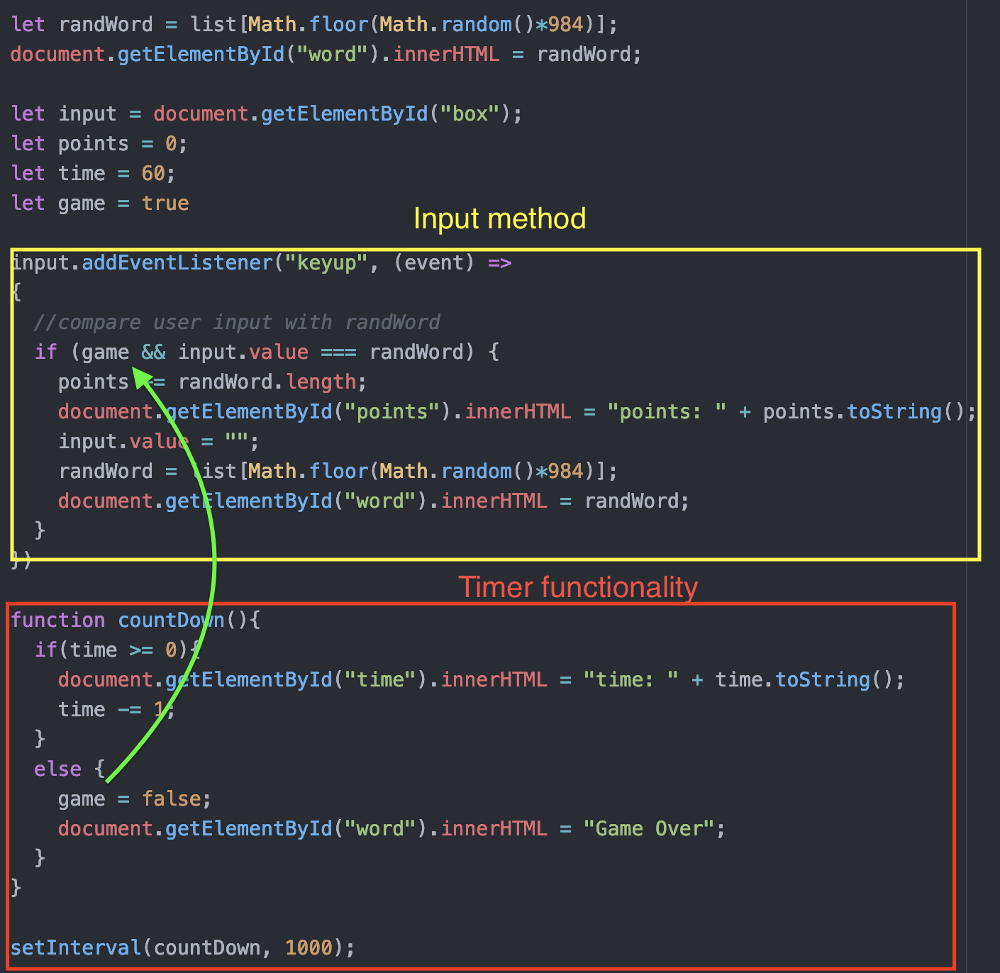 let randWord = list[Math.floor(Math.random()*984)];
document.getElementById("word").innerHTML = randWord;
let input = document.getElementById("box");
let points = 0;
let time = 60;
let game = true
Input method
input.addEventListener("keyup", (event) =>
{
//compare user input with randWord
if (game && input.value === randWord) {
points += randWord.length;
document.getElementById("points").innerHTML = "points: " + points.toString();
input.value = "";
randWord = list[Math.floor(Math.random()*984)];
document.getElementById("word").innerHTML = randWord;
}
})
Timer functionality
function countDown(){
if(time >= 0){
document.getElementById("time").innerHTML = "time: " + time.toString();
time -= 1;
}
else {
game = false;
document.getElementById("word").innerHTML = "Game Over";
}
}
setInterval(countDown, 1000);